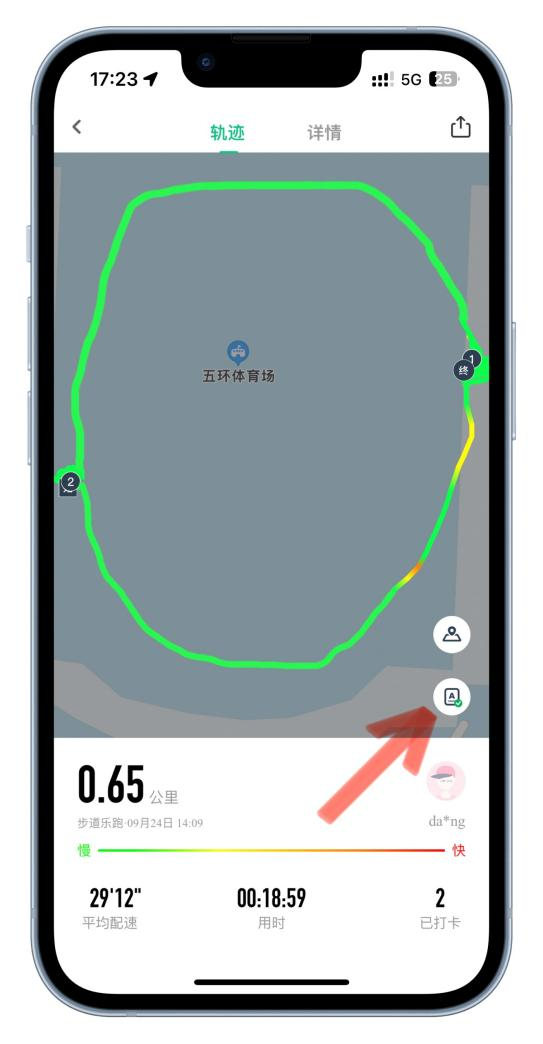 17:23
5G
25
轨迹
详情
五环体育场
1
终
2
A
0.65 公里
步道乐跑·09月24日 14:09
da*ng
慢
快
29'12"
00:18:59
2
平均配速
用时
已打卡